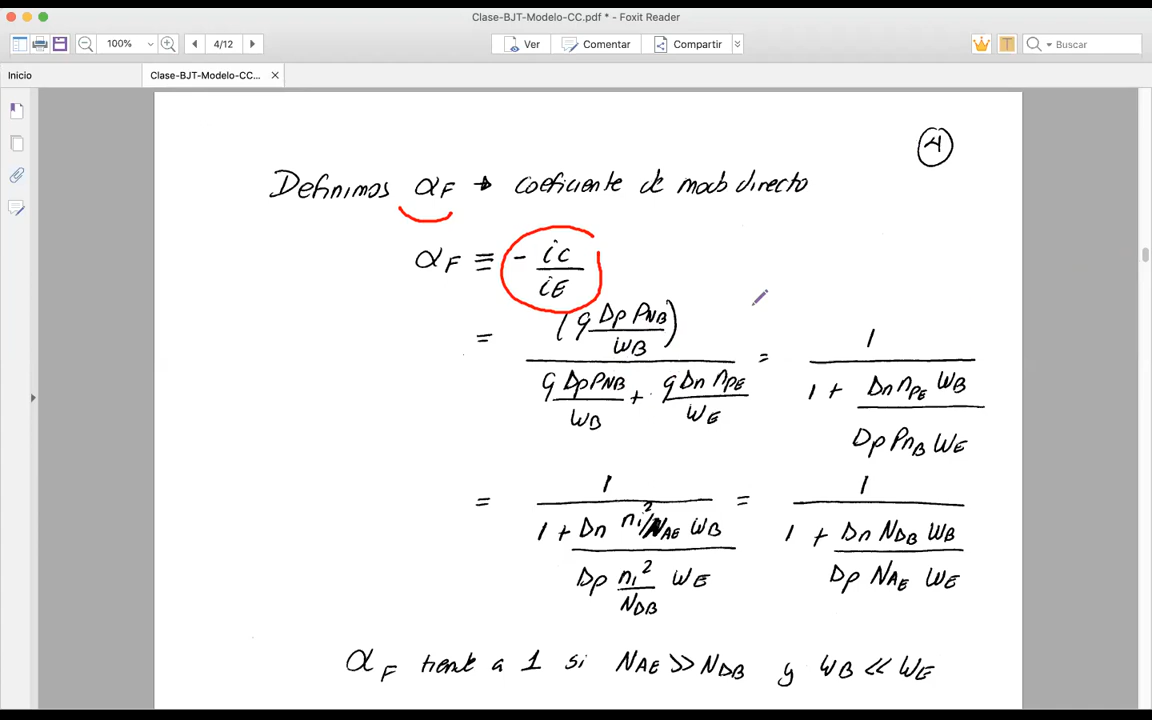 Clase-BJT-Modelo-CC.pdf * - Foxit Reader
100% 4/12 Ver Comentar Compartir T Buscar
Inicio Clase-BJT-Modelo-CC... ×
4
Definimos αF → coeficiente de modo directo
αF ≡ - iC / iE
= (q Dp PNB / WB) / (q Dp PNB / WB + q Dn nPE / WE) = 1 / (1 + Dn nPE WB / Dp PnB WE)
= 1 / (1 + Dn ni²/NAE WB / Dp ni²/NDB WE) = 1 / (1 + Dn NDB WB / Dp NAE WE)
αF tiende a 1 si NAE >> NDB y WB << WE